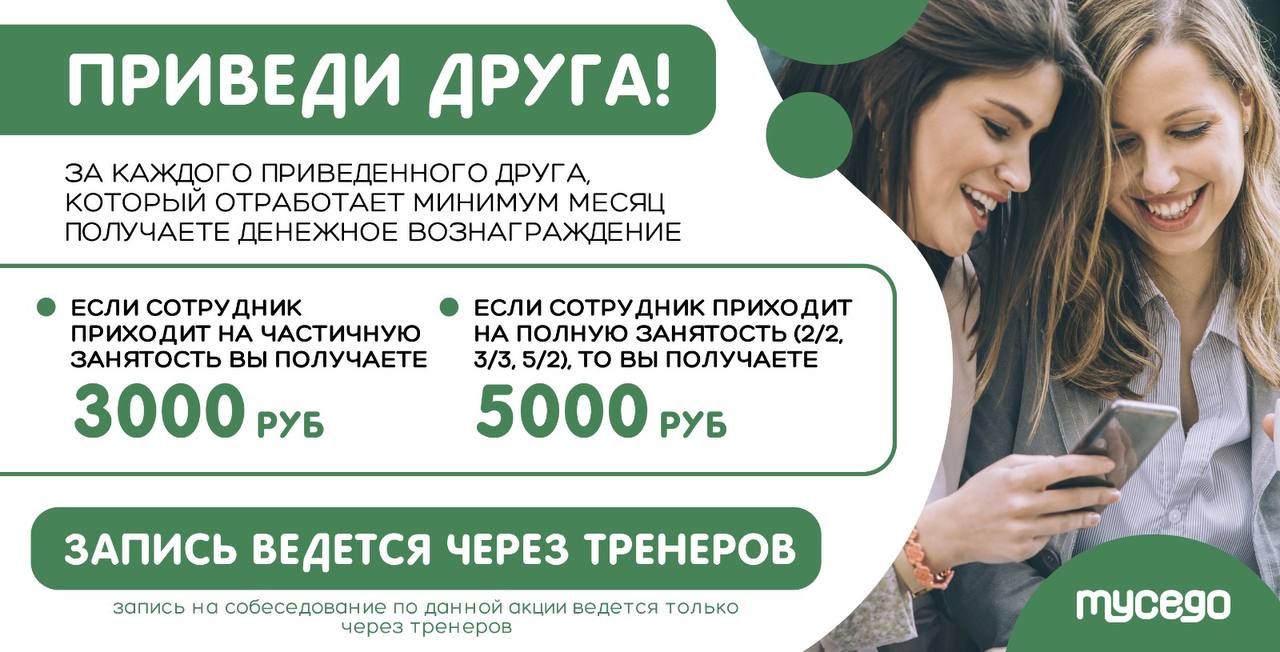 ПРИВЕДИ ДРУГА!
ЗА КАЖДОГО ПРИВЕДЕННОГО ДРУГА,
КОТОРЫЙ ОТРАБОТАЕТ МИНИМУМ МЕСЯЦ
ПОЛУЧАЕТЕ ДЕНЕЖНОЕ ВОЗНАГРАЖДЕНИЕ
ЕСЛИ СОТРУДНИК
ПРИХОДИТ НА ЧАСТИЧНУЮ
ЗАНЯТОСТЬ ВЫ ПОЛУЧАЕТЕ
3000 РУБ
ЕСЛИ СОТРУДНИК ПРИХОДИТ
НА ПОЛНУЮ ЗАНЯТОСТЬ (2/2,
3/3, 5/2), ТО ВЫ ПОЛУЧАЕТЕ
5000 РУБ
ЗАПИСЬ ВЕДЕТСЯ ЧЕРЕЗ ТРЕНЕРОВ
запись на собеседование по данной акции ведется только
через тренеров
mycego